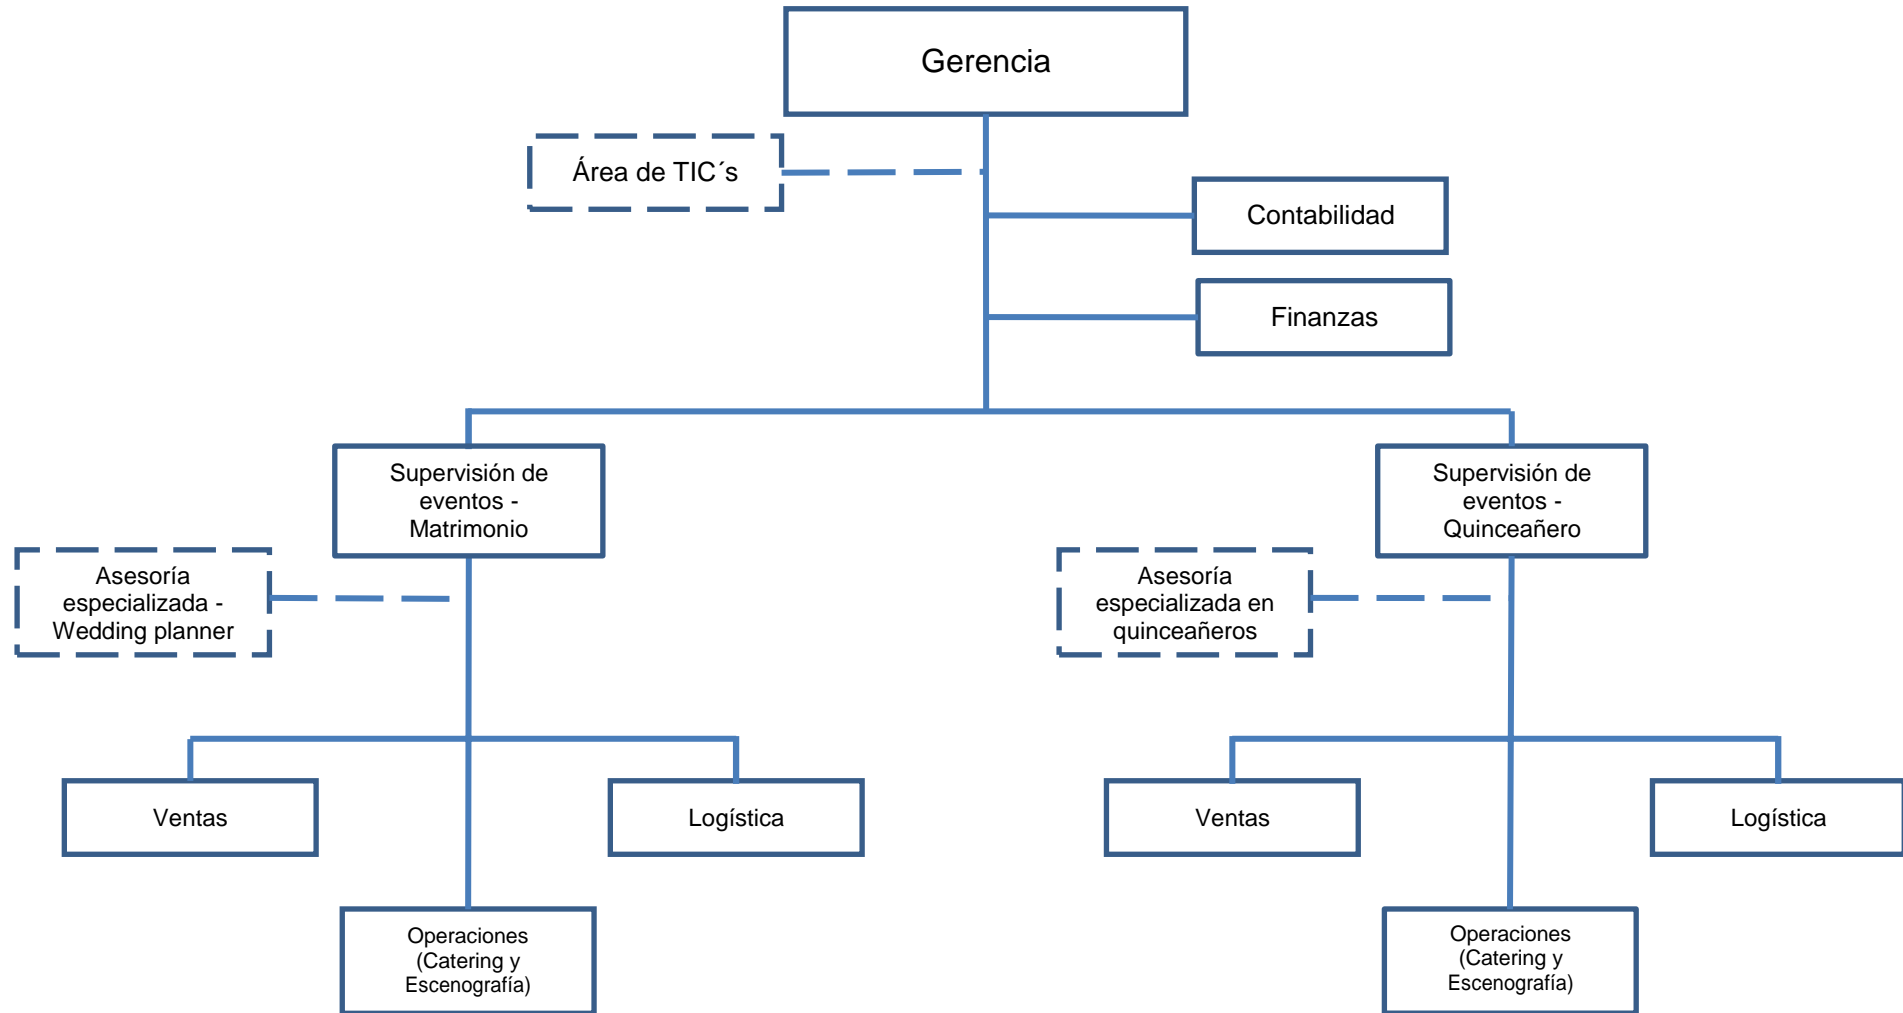 Gerencia
Área de TIC´s
Contabilidad
Finanzas
Supervisión de
eventos -
Matrimonio
Supervisión de
eventos -
Quinceañero
Asesoría
especializada -
Wedding planner
Asesoría
especializada en
quinceañeros
Ventas
Logística
Ventas
Logística
Operaciones
(Catering y
Escenografía)
Operaciones
(Catering y
Escenografía)